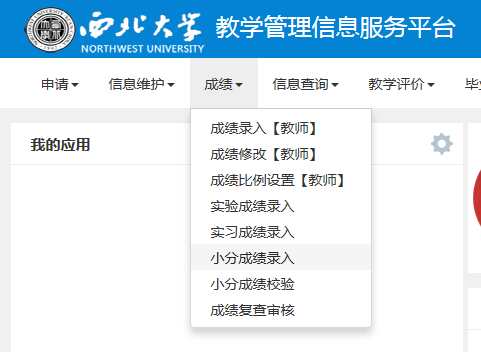 西北大学 教学管理信息服务平台
NORTHWEST UNIVERSITY
申请 信息维护 成绩 信息查询 教学评价
我的应用
成绩录入【教师】
成绩修改【教师】
成绩比例设置【教师】
实验成绩录入
实习成绩录入
小分成绩录入
小分成绩校验
成绩复查审核